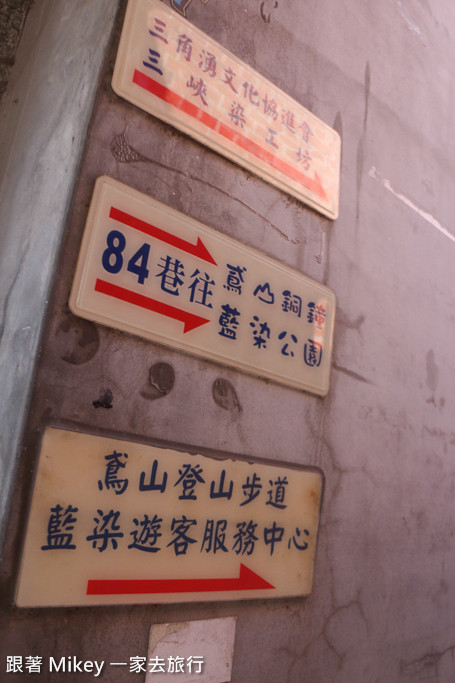 三角湧文化協進會
三峽染工坊
84巷往
鳶山銅鐘
藍染公園
鳶山登山步道
藍染遊客服務中心
跟著 Mikey 一家去旅行